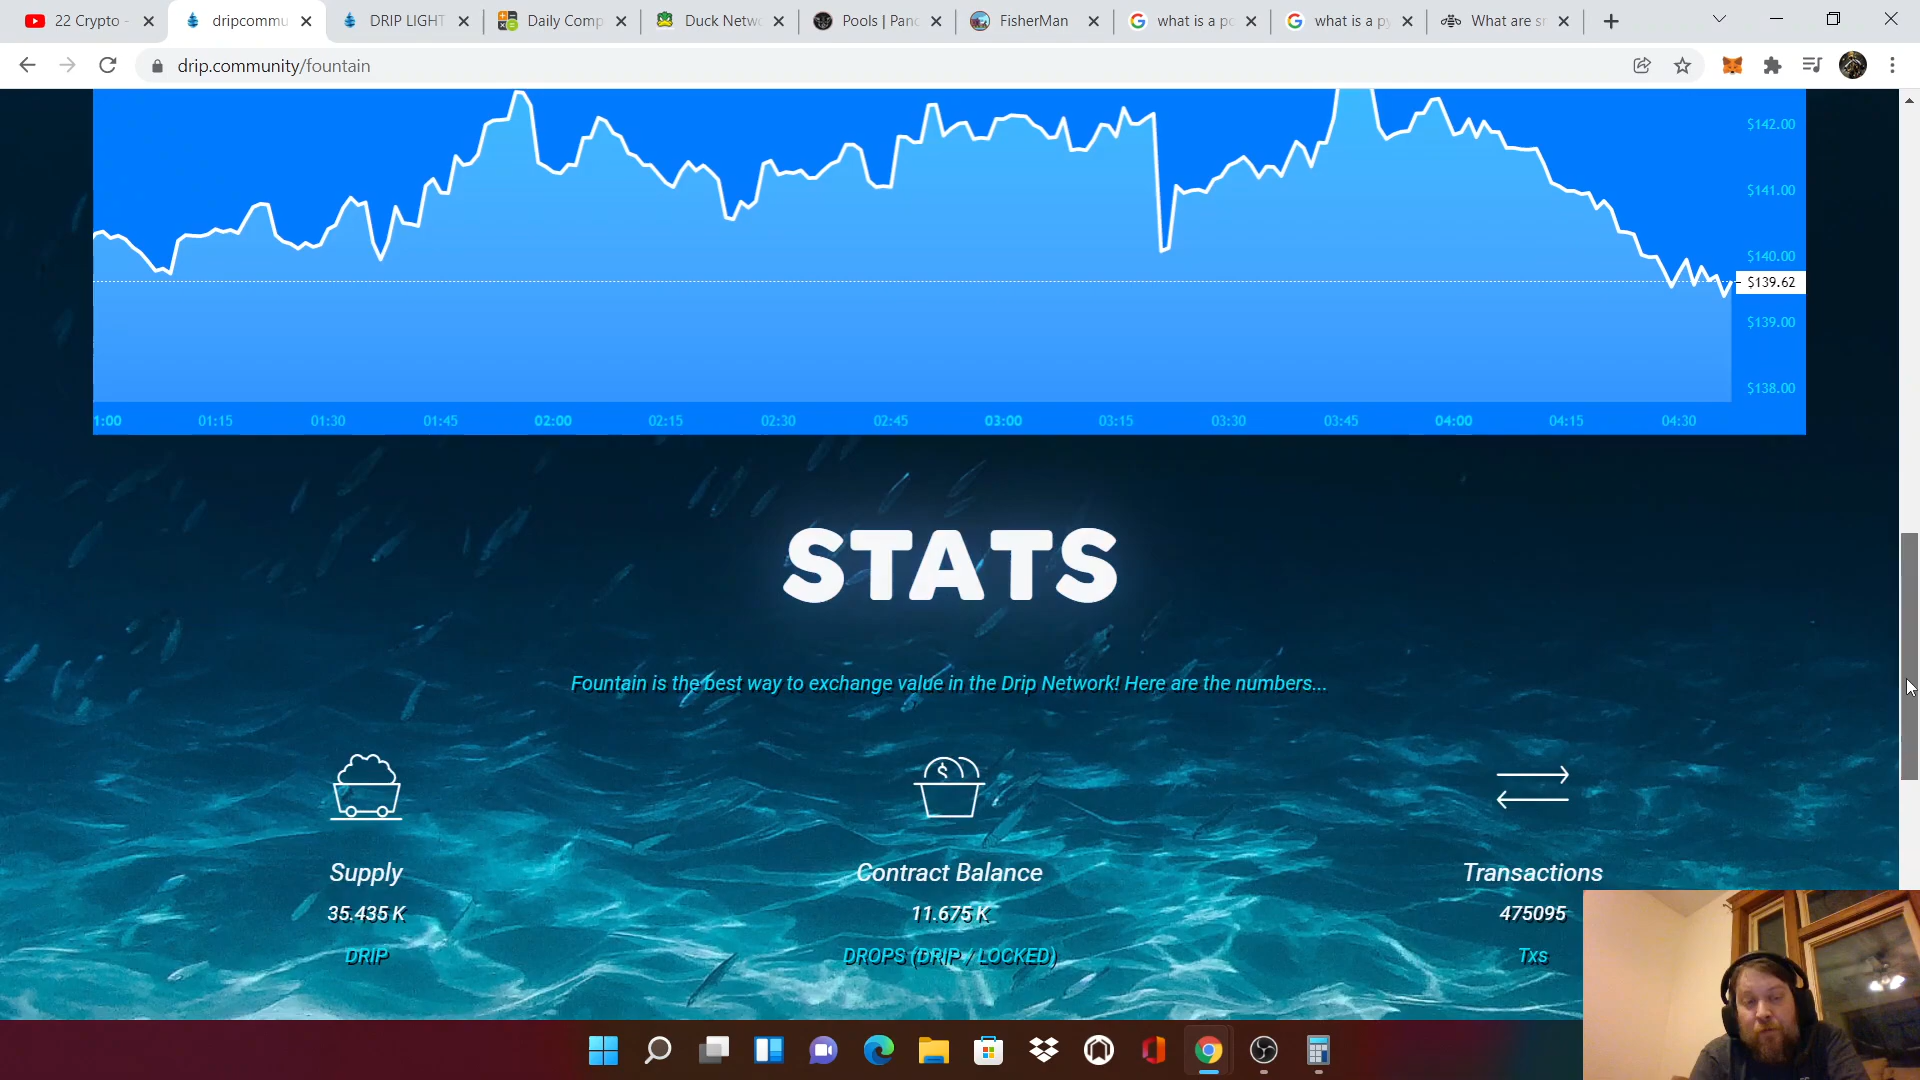 22 Crypto -
dripcommu
DRIP LIGHT
Daily Comp
Duck Netw
Pools | Panc
FisherMan
what is a po
what is a py
What are sm
drip.community/fountain
$142.00
$141.00
$140.00
$139.62
$139.00
$138.00
1:00 01:15 01:30 01:45 02:00 02:15 02:30 02:45 03:00 03:15 03:30 03:45 04:00 04:15 04:30
STATS
Fountain is the best way to exchange value in the Drip Network! Here are the numbers...
Supply
35.435 K
DRIP
Contract Balance
11.675 K
DROPS (DRIP / LOCKED)
Transactions
475095
Txs